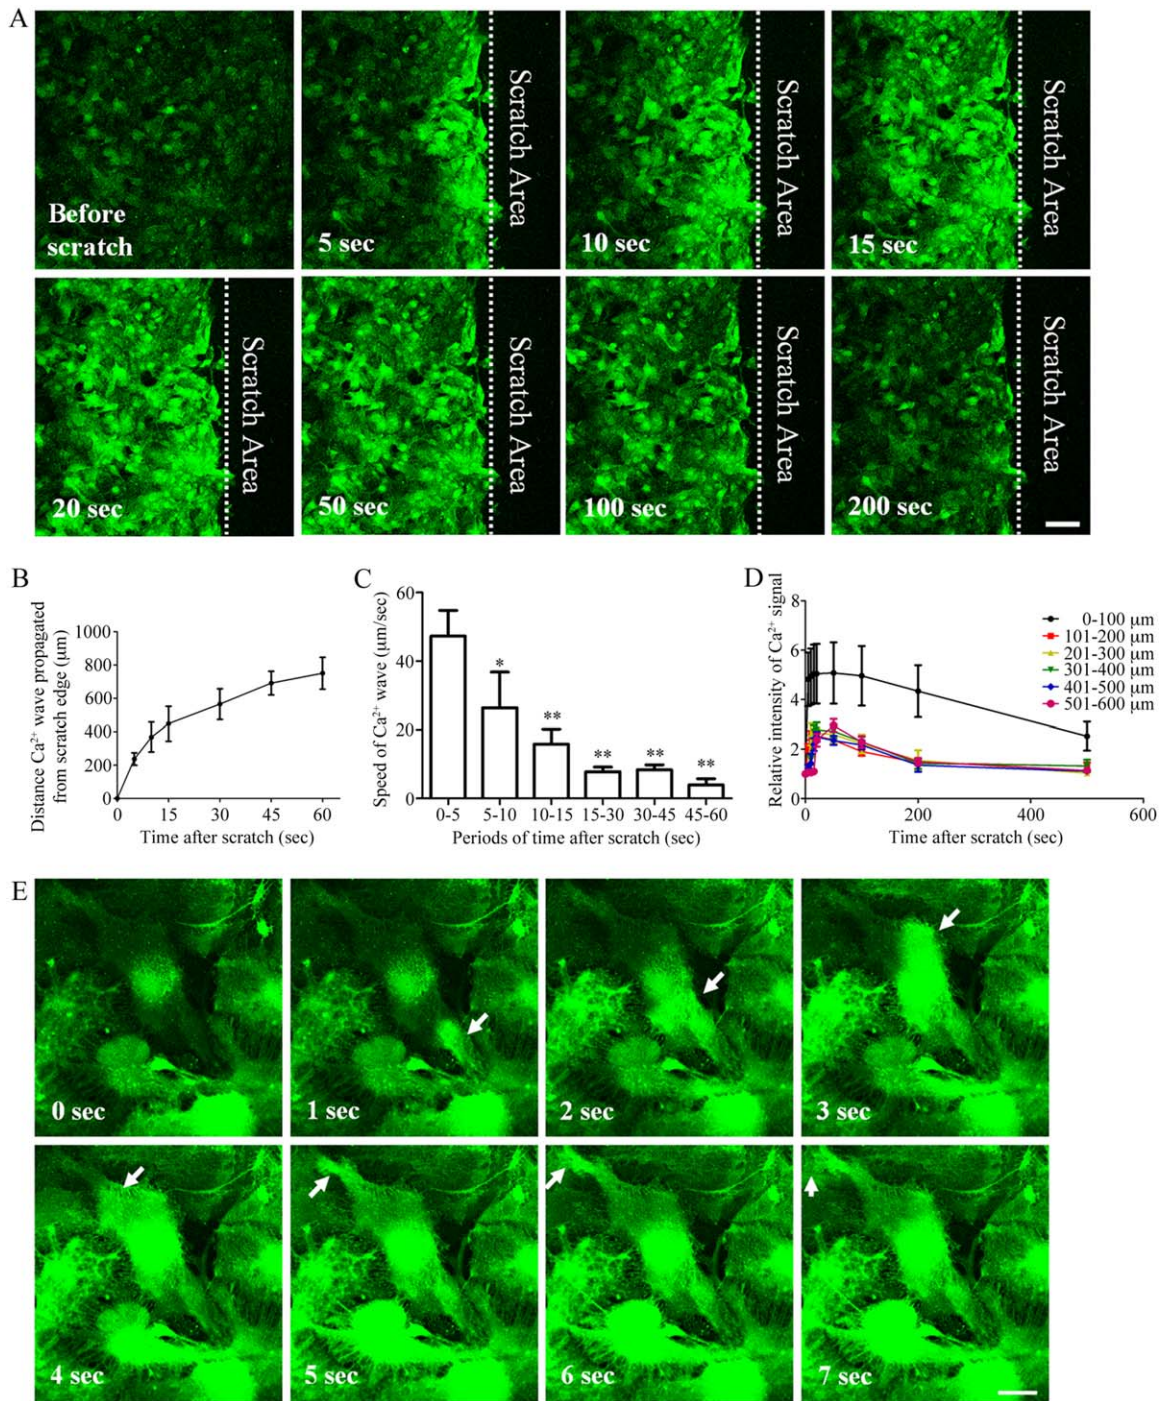 A
Before
scratch
5 sec
Scratch Area
10 sec
Scratch Area
15 sec
Scratch Area
20 sec
Scratch Area
50 sec
Scratch Area
100 sec
Scratch Area
200 sec
Scratch Area
B
Distance Ca²⁺ wave propagated
from scratch edge (μm)
1000
800
600
400
200
0
0 15 30 45 60
Time after scratch (sec)
C
Speed of Ca²⁺ wave (μm/sec)
60
40
20
0
*
**
**
**
**
0-5 5-10 10-15 15-30 30-45 45-60
Periods of time after scratch (sec)
D
Relative intensity of Ca²⁺ signal
8
6
4
2
0
0 200 400 600
Time after scratch (sec)
0-100 μm
101-200 μm
201-300 μm
301-400 μm
401-500 μm
501-600 μm
E
0 sec
1 sec
2 sec
3 sec
4 sec
5 sec
6 sec
7 sec